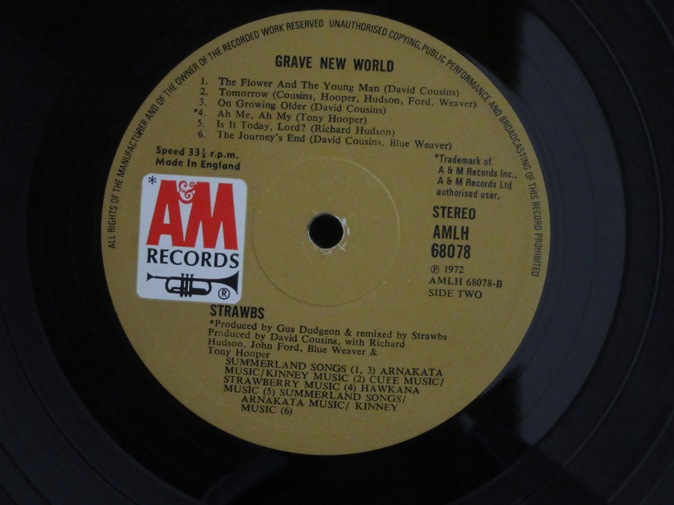 ALL RIGHTS OF THE MANUFACTURER AND OF THE OWNER OF THE RECORDED WORK RESERVED UNAUTHORISED COPYING, PUBLIC PERFORMANCE AND BROADCASTING OF THIS RECORD PROHIBITED
GRAVE NEW WORLD
1. The Flower And The Young Man (David Cousins)
2. Tomorrow (Cousins, Hooper, Hudson, Ford, Weaver)
3. On Growing Older (David Cousins)
*4. Ah Me, Ah My (Tony Hooper)
5. Is It Today, Lord? (Richard Hudson)
6. The Journey's End (David Cousins, Blue Weaver)
Speed 33⅓ r.p.m.
Made in England
*Trademark of
A & M Records Inc.,
A & M Records Ltd
authorised user.
*
A&M
RECORDS
®
STEREO
AMLH
68078
℗ 1972
AMLH 68078-B
SIDE TWO
STRAWBS
*Produced by Gus Dudgeon & remixed by Strawbs
Produced by David Cousins, with Richard
Hudson, John Ford, Blue Weaver &
Tony Hooper
SUMMERLAND SONGS (1, 3) ARNAKATA
MUSIC/KINNEY MUSIC (2) CUFE MUSIC/
STRAWBERRY MUSIC (4) HAWKANA
MUSIC (5) SUMMERLAND SONGS/
ARNAKATA MUSIC/ KINNEY
MUSIC (6)